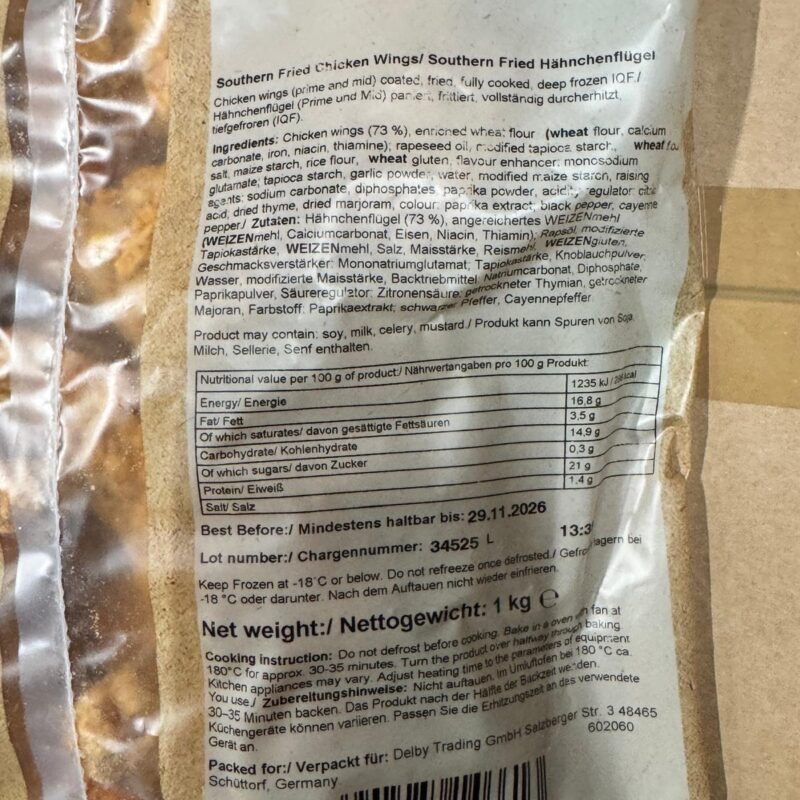 Southern Fried Chicken Wings/ Southern Fried Hähnchenflügel
Chicken wings (prime and mid) coated, fried, fully cooked, deep frozen IQF./
Hähnchenflügel (Prime und Mid) paniert, frittiert, vollständig durcherhitzt,
tiefgefroren (IQF).
Ingredients: Chicken wings (73 %), enriched wheat flour (wheat flour, calcium
carbonate, iron, niacin, thiamine); rapeseed oil, modified tapioca starch, wheat
salt, maize starch, rice flour, wheat gluten, flavour enhancer: monosodium
glutamate; tapioca starch, garlic powder, water, modified maize starch, raising
agents: sodium carbonate, diphosphates, paprika powder, acidity regulator citric
acid, dried thyme, dried marjoram, colour: paprika extract; black pepper, cayenne
pepper./ Zutaten: Hähnchenflügel (73 %), angereichertes WEIZENmehl
(WEIZENmehl, Calciumcarbonat, Eisen, Niacin, Thiamin); Rapsöl, modifizierte
Tapiokastärke, WEIZENmehl, Salz, Maisstärke, Reismehl, WEIZENgluten,
Geschmacksverstärker: Mononatriumglutamat; Tapiokastärke, Knoblauchpulver,
Wasser, modifizierte Maisstärke, Backtriebmittel: Natriumcarbonat, Diphosphate,
Paprikapulver, Säureregulator: Zitronensäure, getrockneter Thymian, getrockneter
Majoran, Farbstoff: Paprikaextrakt; schwarzer Pfeffer, Cayennepfeffer
Product may contain: soy, milk, celery, mustard./ Produkt kann Spuren von Soja,
Milch, Sellerie, Senf enthalten.
Nutritional value per 100 g of product:/ Nährwertangaben pro 100 g Produkt:
Energy/ Energie 1235 kJ /
Fat/ Fett 16,8 g
Of which saturates/ davon gesättigte Fettsäuren 3,5 g
Carbohydrate/ Kohlenhydrate 14,9 g
Of which sugars/ davon Zucker 0,3 g
Protein/ Eiweiß 21 g
Salt/ Salz 1,4 g
Best Before:/ Mindestens haltbar bis: 29.11.2026
Lot number:/ Chargennummer: 34525 L 13:3
Keep Frozen at -18˚C or below. Do not refreeze once defrosted./ lagern bei
-18 °C oder darunter. Nach dem Auftauen nicht wieder einfrieren.
Net weight:/ Nettogewicht: 1 kg ℮
Cooking instruction: Do not defrost before cooking. Bake in a oven fan at
180°C for approx. 30-35 minutes. Turn the product over halfway through baking.
Kitchen appliances may vary. Adjust heating time to the parameters of equipment
You use./ Zubereitungshinweise: Nicht auftauen. Im Umluftofen bei 180 °C ca.
30-35 Minuten backen. Das Produkt nach der Hälfte der Backzeit wenden.
Küchengeräte können variieren. Passen Sie die Erhitzungszeit an das verwendete
Gerät an.
Packed for:/ Verpackt für: Delby Trading GmbH Salzberger Str. 3 48465
Schüttorf, Germany. 602060